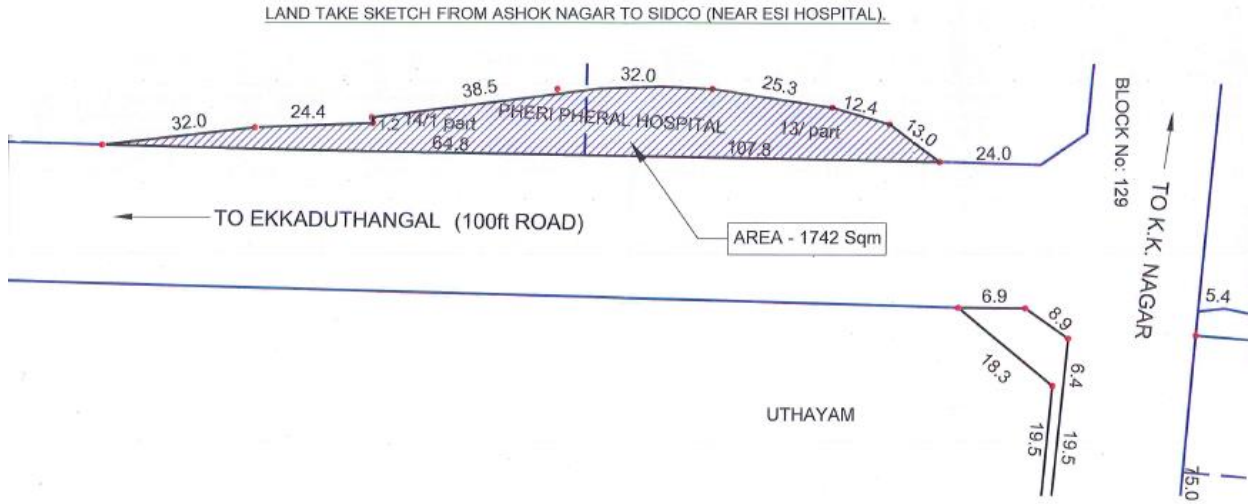 LAND TAKE SKETCH FROM ASHOK NAGAR TO SIDCO (NEAR ESI HOSPITAL).
32.0
24.4
38.5
32.0
25.3
12.4
13.0
24.0
1.2
14/1 part
PHERI PHERAL HOSPITAL
13/ part
64.8
107.8
BLOCK No: 129
TO EKKADUTHANGAL (100ft ROAD)
AREA - 1742 Sqm
TO K.K. NAGAR
5.4
6.9
8.9
18.3
6.4
UTHAYAM
19.5
19.5
75.0